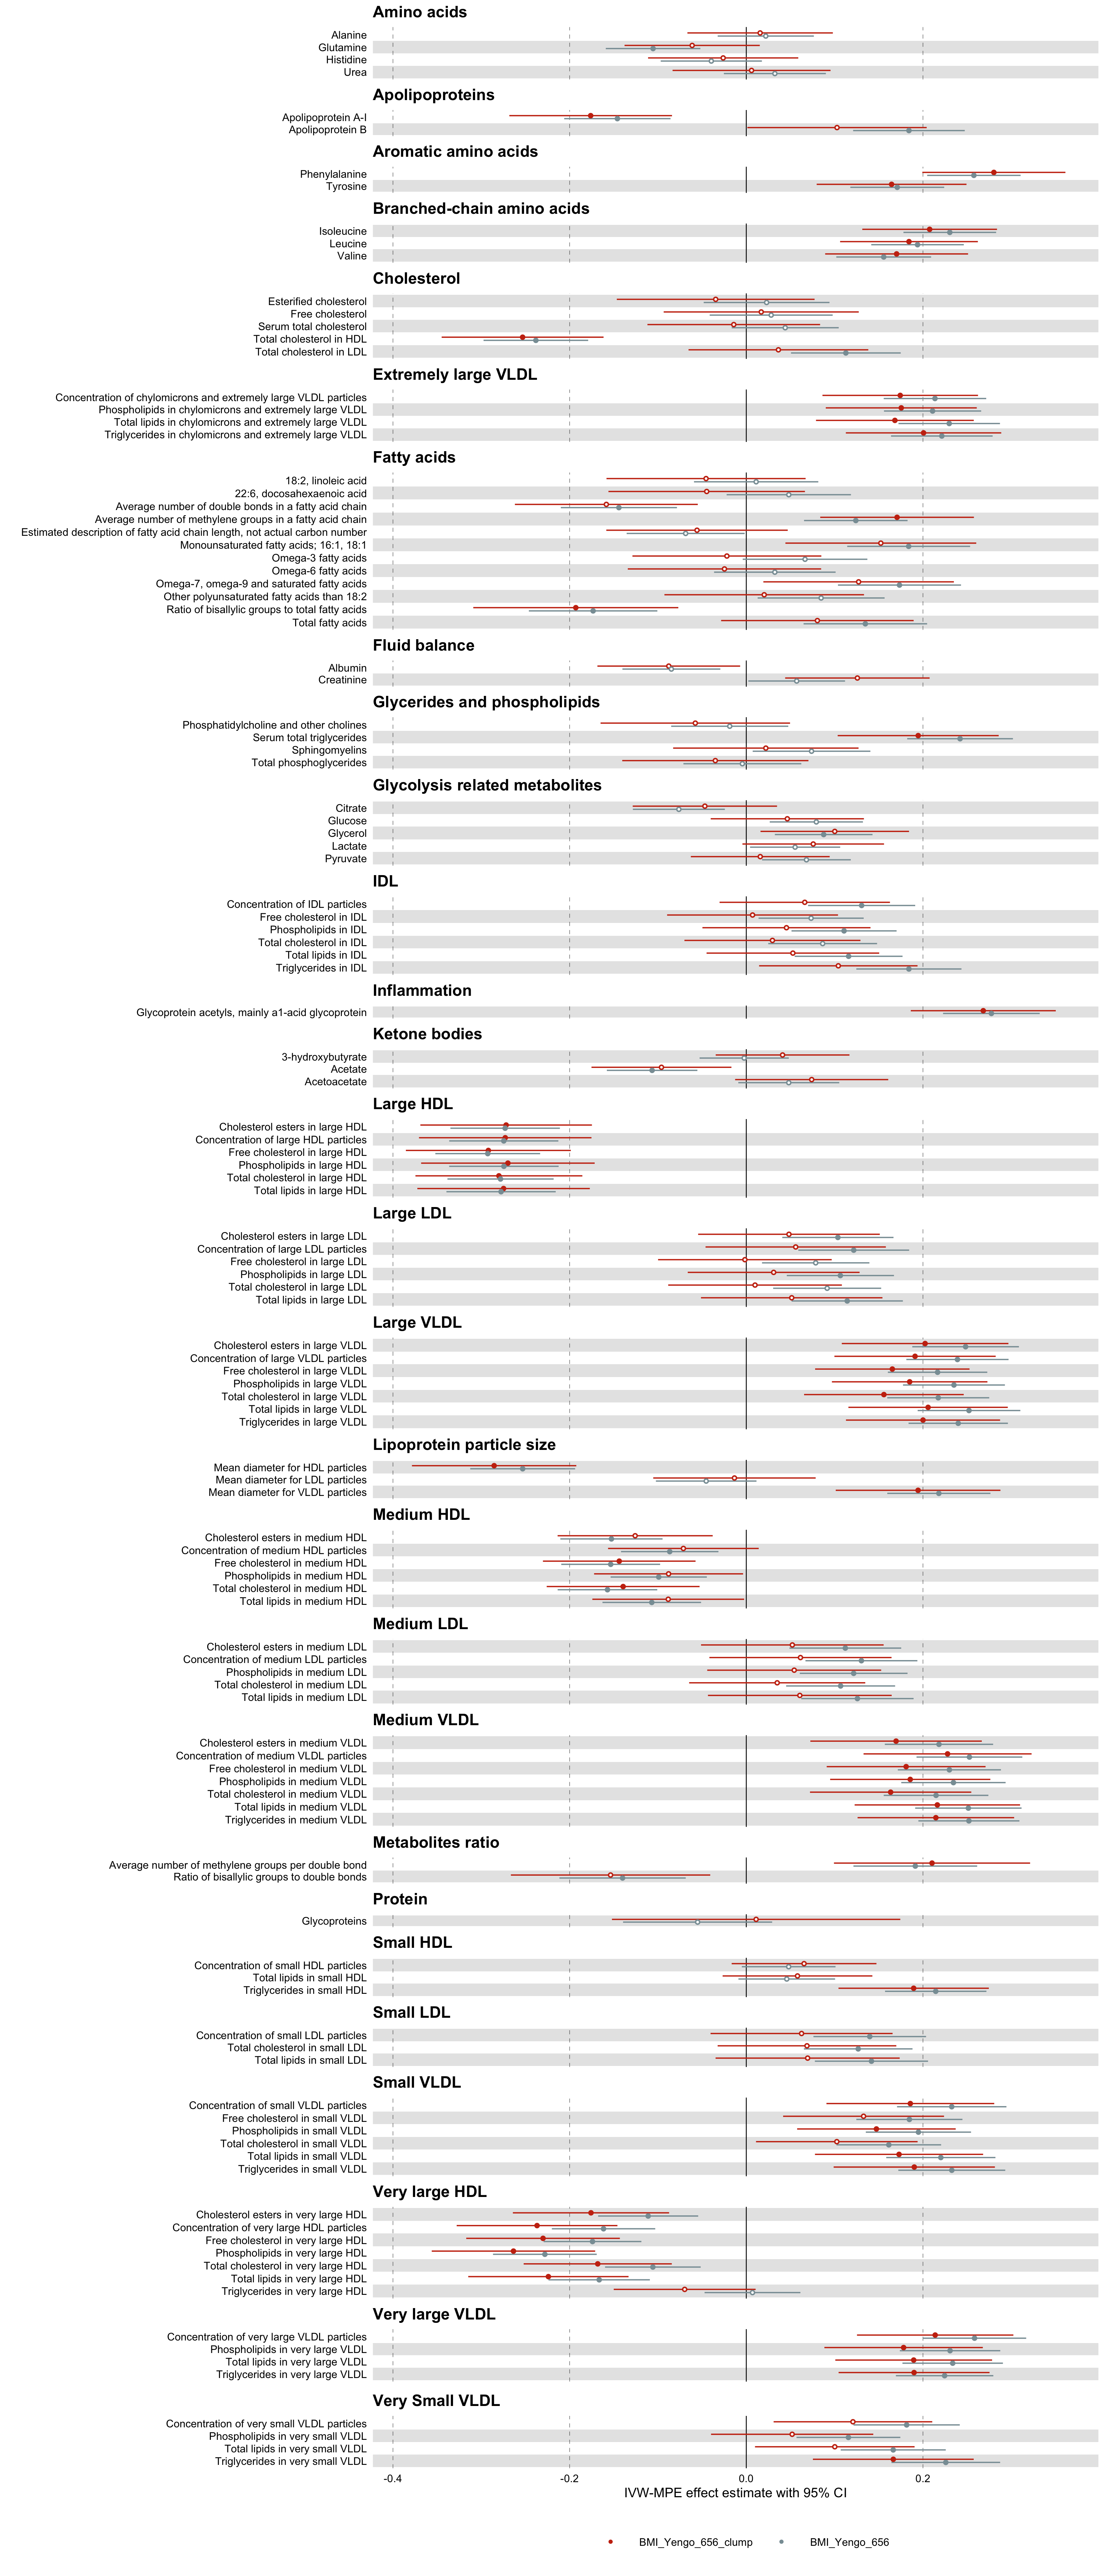 Amino acids
Alanine
Glutamine
Histidine
Urea
Apolipoproteins
Apolipoprotein A-I
Apolipoprotein B
Aromatic amino acids
Phenylalanine
Tyrosine
Branched-chain amino acids
Isoleucine
Leucine
Valine
Cholesterol
Esterified cholesterol
Free cholesterol
Serum total cholesterol
Total cholesterol in HDL
Total cholesterol in LDL
Extremely large VLDL
Concentration of chylomicrons and extremely large VLDL particles
Phospholipids in chylomicrons and extremely large VLDL
Total lipids in chylomicrons and extremely large VLDL
Triglycerides in chylomicrons and extremely large VLDL
Fatty acids
18:2, linoleic acid
22:6, docosahexaenoic acid
Average number of double bonds in a fatty acid chain
Average number of methylene groups in a fatty acid chain
Estimated description of fatty acid chain length, not actual carbon number
Monounsaturated fatty acids; 16:1, 18:1
Omega-3 fatty acids
Omega-6 fatty acids
Omega-7, omega-9 and saturated fatty acids
Other polyunsaturated fatty acids than 18:2
Ratio of bisallylic groups to total fatty acids
Total fatty acids
Fluid balance
Albumin
Creatinine
Glycerides and phospholipids
Phosphatidylcholine and other cholines
Serum total triglycerides
Sphingomyelins
Total phosphoglycerides
Glycolysis related metabolites
Citrate
Glucose
Glycerol
Lactate
Pyruvate
IDL
Concentration of IDL particles
Free cholesterol in IDL
Phospholipids in IDL
Total cholesterol in IDL
Total lipids in IDL
Triglycerides in IDL
Inflammation
Glycoprotein acetyls, mainly a1-acid glycoprotein
Ketone bodies
3-hydroxybutyrate
Acetate
Acetoacetate
Large HDL
Cholesterol esters in large HDL
Concentration of large HDL particles
Free cholesterol in large HDL
Phospholipids in large HDL
Total cholesterol in large HDL
Total lipids in large HDL
Large LDL
Cholesterol esters in large LDL
Concentration of large LDL particles
Free cholesterol in large LDL
Phospholipids in large LDL
Total cholesterol in large LDL
Total lipids in large LDL
Large VLDL
Cholesterol esters in large VLDL
Concentration of large VLDL particles
Free cholesterol in large VLDL
Phospholipids in large VLDL
Total cholesterol in large VLDL
Total lipids in large VLDL
Triglycerides in large VLDL
Lipoprotein particle size
Mean diameter for HDL particles
Mean diameter for LDL particles
Mean diameter for VLDL particles
Medium HDL
Cholesterol esters in medium HDL
Concentration of medium HDL particles
Free cholesterol in medium HDL
Phospholipids in medium HDL
Total cholesterol in medium HDL
Total lipids in medium HDL
Medium LDL
Cholesterol esters in medium LDL
Concentration of medium LDL particles
Phospholipids in medium LDL
Total cholesterol in medium LDL
Total lipids in medium LDL
Medium VLDL
Cholesterol esters in medium VLDL
Concentration of medium VLDL particles
Free cholesterol in medium VLDL
Phospholipids in medium VLDL
Total cholesterol in medium VLDL
Total lipids in medium VLDL
Triglycerides in medium VLDL
Metabolites ratio
Average number of methylene groups per double bond
Ratio of bisallylic groups to double bonds
Protein
Glycoproteins
Small HDL
Concentration of small HDL particles
Total lipids in small HDL
Triglycerides in small HDL
Small LDL
Concentration of small LDL particles
Total cholesterol in small LDL
Total lipids in small LDL
Small VLDL
Concentration of small VLDL particles
Free cholesterol in small VLDL
Phospholipids in small VLDL
Total cholesterol in small VLDL
Total lipids in small VLDL
Triglycerides in small VLDL
Very large HDL
Cholesterol esters in very large HDL
Concentration of very large HDL particles
Free cholesterol in very large HDL
Phospholipids in very large HDL
Total cholesterol in very large HDL
Total lipids in very large HDL
Triglycerides in very large HDL
Very large VLDL
Concentration of very large VLDL particles
Phospholipids in very large VLDL
Total lipids in very large VLDL
Triglycerides in very large VLDL
Very Small VLDL
Concentration of very small VLDL particles
Phospholipids in very small VLDL
Total lipids in very small VLDL
Triglycerides in very small VLDL
-0.4 -0.2 0.0 0.2
IVW-MPE effect estimate with 95% CI
BMI_Yengo_656_clump BMI_Yengo_656